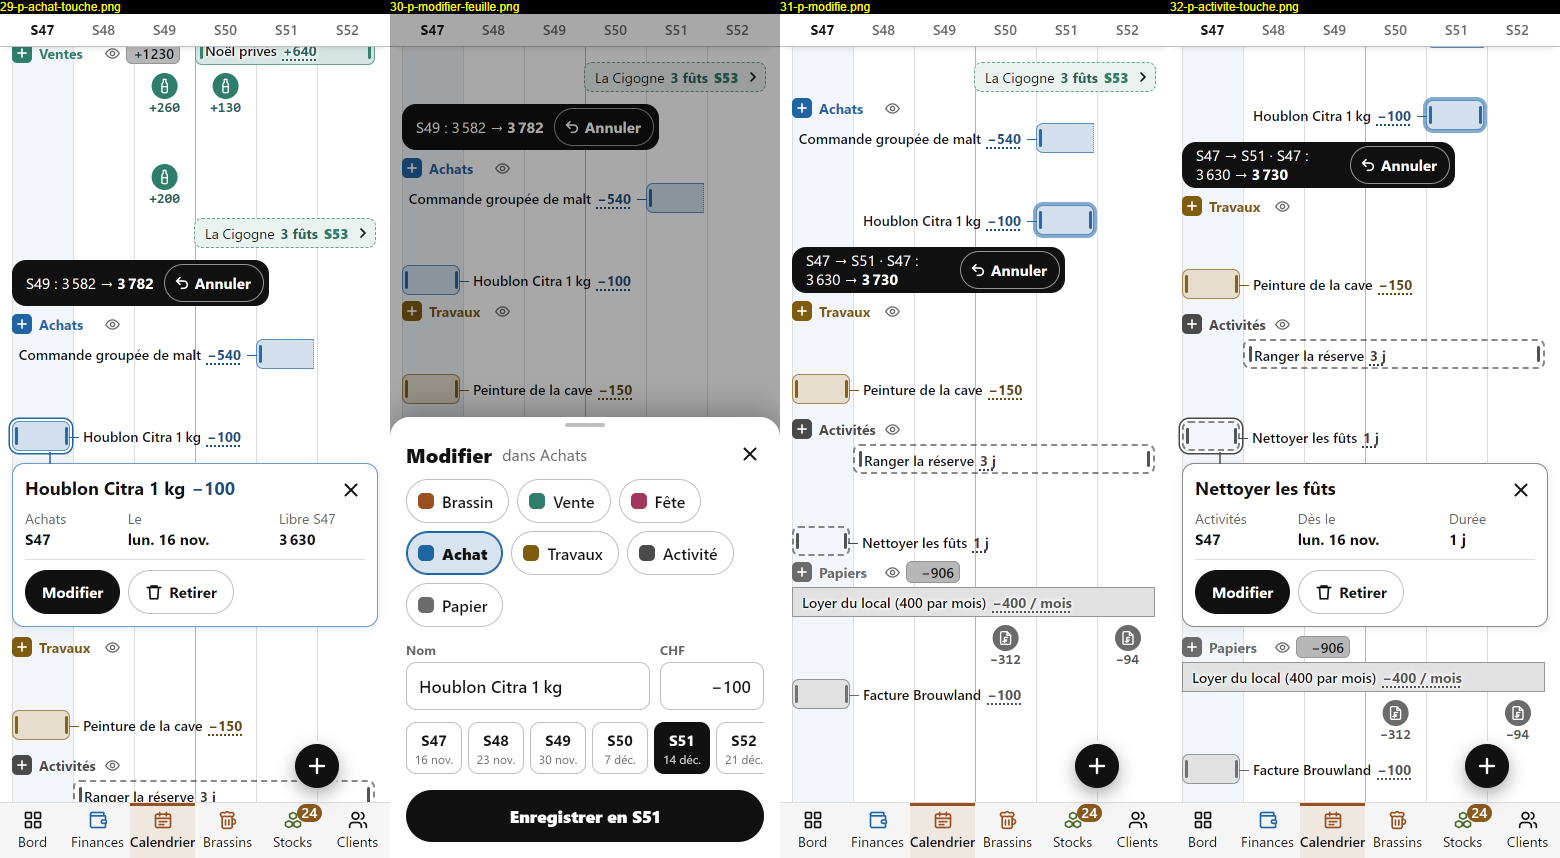 29-p-achat-touche.png
S47 S48 S49 S50 S51 S52
Ventes +1230 Noël privés +640
+260 +130
+200
La Cigogne 3 fûts S53
S49 : 3 582 → 3 782 Annuler
Achats
Commande groupée de malt −540
Houblon Citra 1 kg −100
Houblon Citra 1 kg −100
Achats Le Libre S47
S47 lun. 16 nov. 3 630
Modifier Retirer
Travaux
Peinture de la cave −150
Activités
Ranger la réserve 3 j
Bord Finances Calendrier Brassins Stocks 24 Clients
30-p-modifier-feuille.png
S47 S48 S49 S50 S51 S52
La Cigogne 3 fûts S53
S49 : 3 582 → 3 782 Annuler
Achats
Commande groupée de malt −540
Houblon Citra 1 kg −100
Travaux
Peinture de la cave −150
Modifier dans Achats
Brassin Vente Fête
Achat Travaux Activité
Papier
Nom CHF
Houblon Citra 1 kg −100
S47 S48 S49 S50 S51 S52
16 nov. 23 nov. 30 nov. 7 déc. 14 déc. 21 déc.
Enregistrer en S51
31-p-modifie.png
S47 S48 S49 S50 S51 S52
La Cigogne 3 fûts S53
Achats
Commande groupée de malt −540
Houblon Citra 1 kg −100
S47 → S51 · S47 :
3 630 → 3 730 Annuler
Travaux
Peinture de la cave −150
Activités
Ranger la réserve 3 j
Nettoyer les fûts 1 j
Papiers −906
Loyer du local (400 par mois) −400 / mois
−312 −94
Facture Brouwland −100
Bord Finances Calendrier Brassins Stocks 24 Clients
32-p-activite-touche.png
S47 S48 S49 S50 S51 S52
Houblon Citra 1 kg −100
S47 → S51 · S47 :
3 630 → 3 730 Annuler
Travaux
Peinture de la cave −150
Activités
Ranger la réserve 3 j
Nettoyer les fûts 1 j
Nettoyer les fûts
Activités Dès le Durée
S47 lun. 16 nov. 1 j
Modifier Retirer
Papiers −906
Loyer du local (400 par mois) −400 / mois
−312 −94
Facture Brouwland −100
Bord Finances Calendrier Brassins Stocks 24 Clients